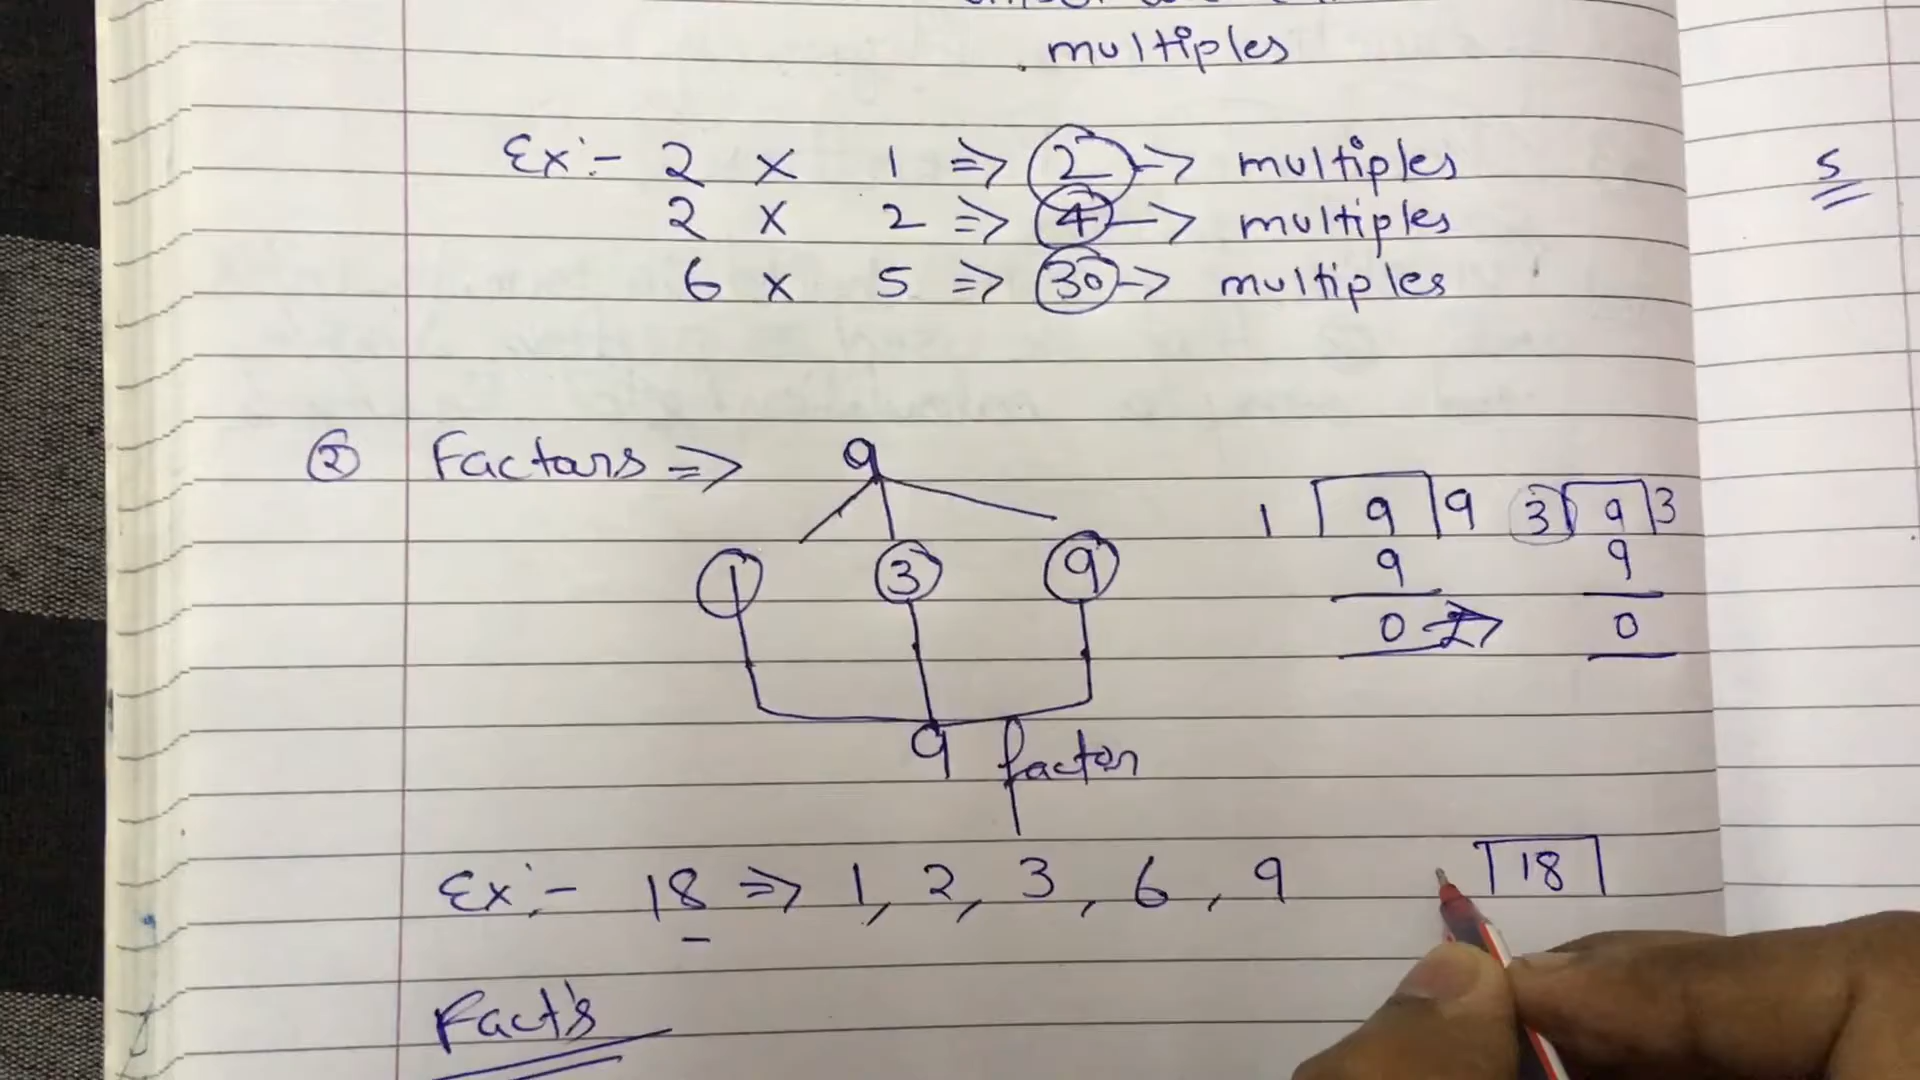 multiples
Ex:- 2 x 1 => 2 -> multiples
2 x 2 => 4 -> multiples
6 x 5 => 30 -> multiples
5
② Factors => 9
1 3 9
1 9 9
9
0
3 9 3
9
0
9 factor
Ex:- 18 => 1, 2, 3, 6, 9
18
Fact's